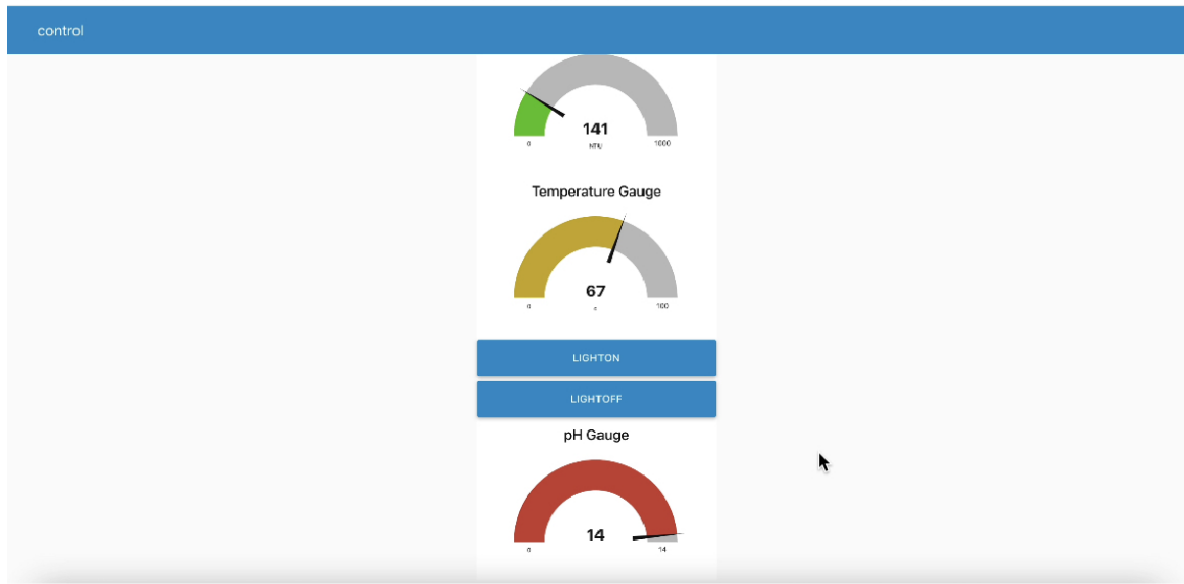 control
141
NTU
0 1000
Temperature Gauge
67
c
0 100
LIGHTON
LIGHTOFF
pH Gauge
14
0 14